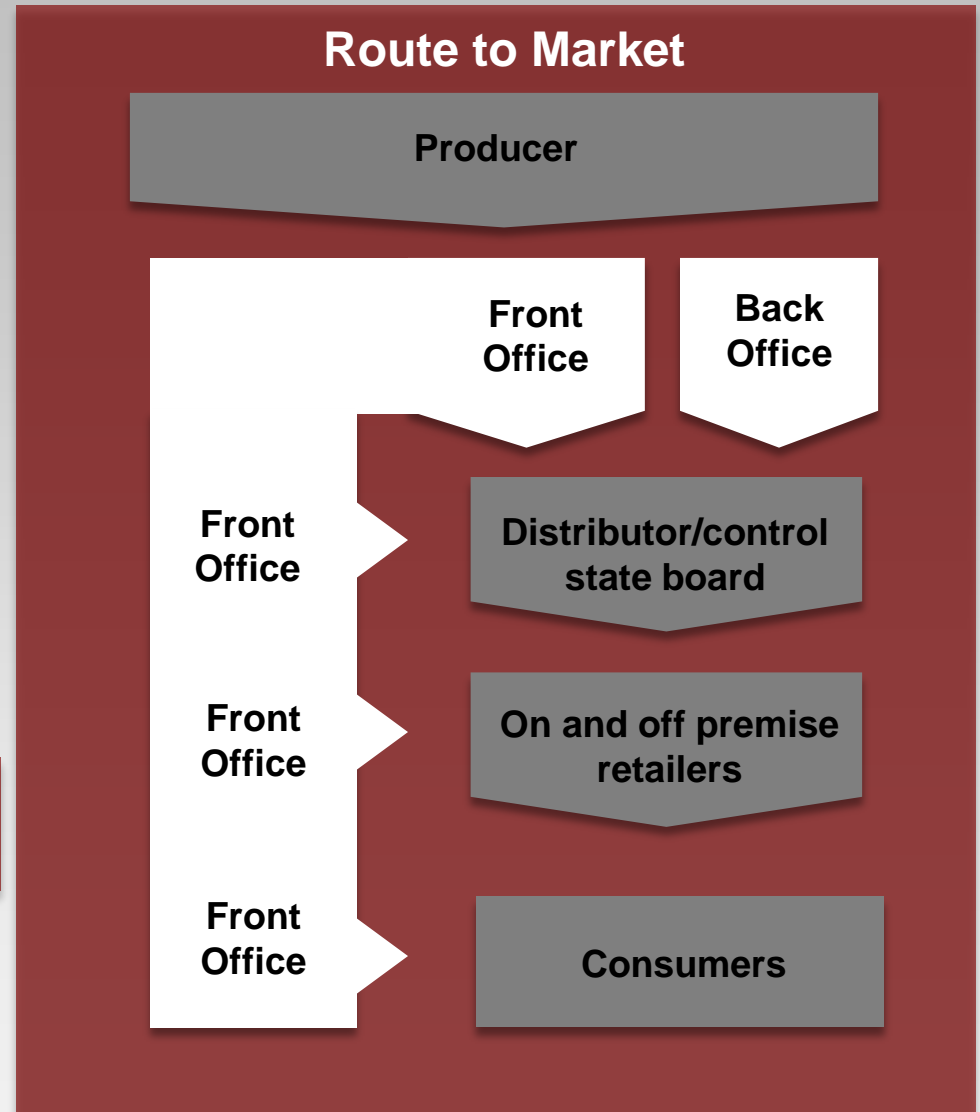 Route to Market
Producer
Front
Office
Back
Office
Front
Office
Distributor/control
state board
Front
Office
On and off premise
retailers
Front
Office
Consumers